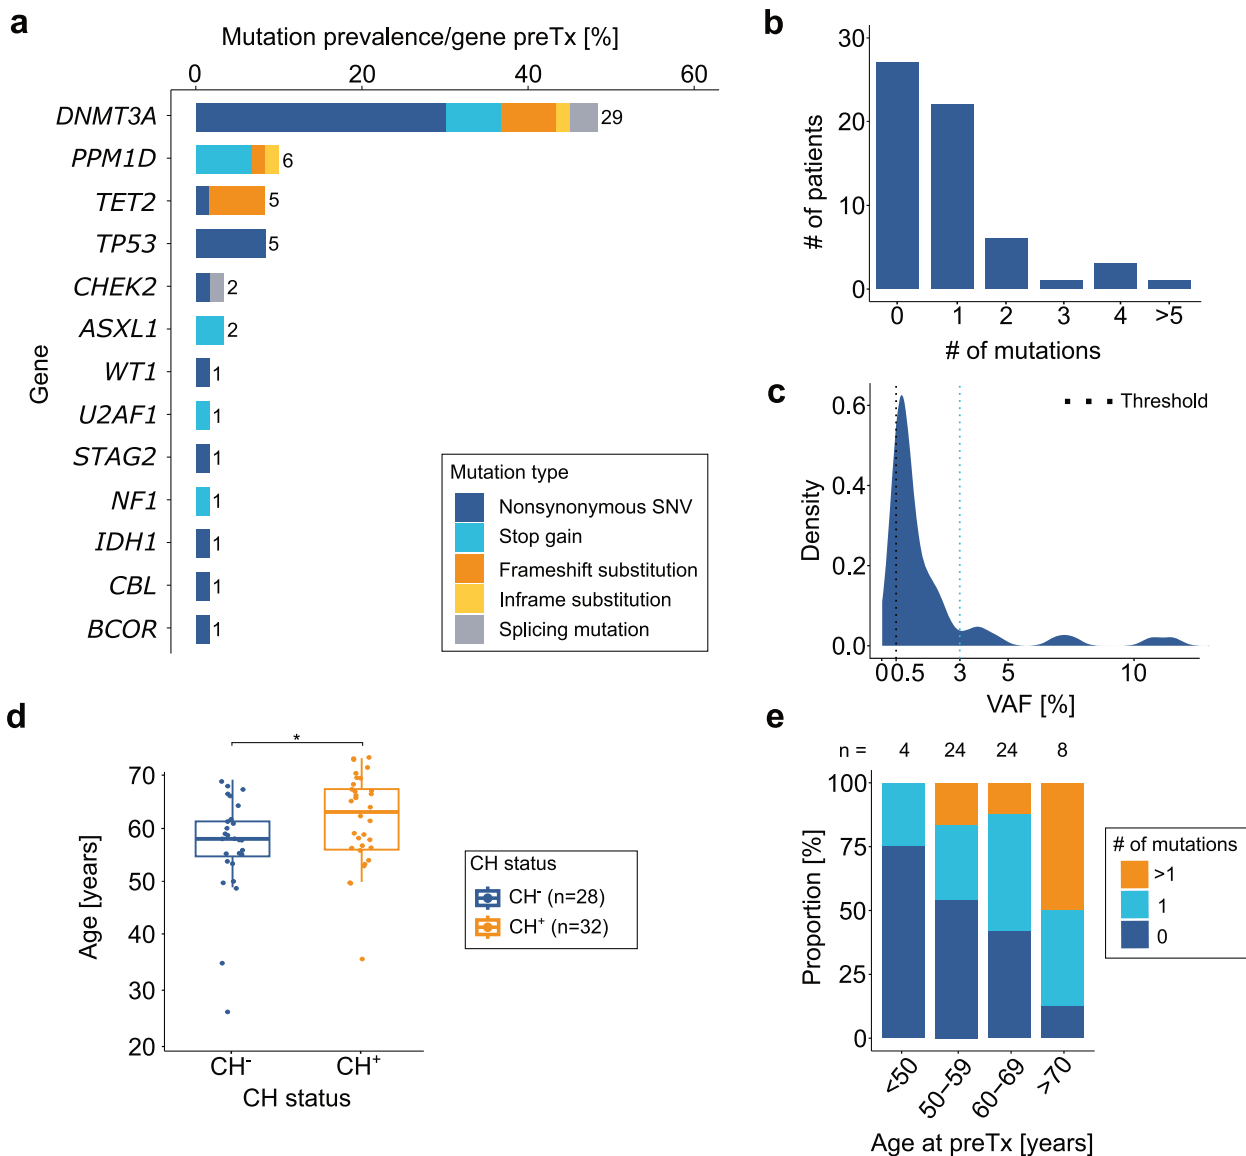 a
Mutation prevalence/gene preTx [%]
0 20 40 60
Gene
DNMT3A 29
PPM1D 6
TET2 5
TP53 5
CHEK2 2
ASXL1 2
WT1 1
U2AF1 1
STAG2 1
NF1 1
IDH1 1
CBL 1
BCOR 1
Mutation type
Nonsynonymous SNV
Stop gain
Frameshift substitution
Inframe substitution
Splicing mutation
b
# of patients
30
20
10
0
0 1 2 3 4 >5
# of mutations
c
Threshold
Density
0.6
0.4
0.2
0.0
0 0.5 3 5 10
VAF [%]
d
*
Age [years]
70
60
50
40
30
20
CH⁻ CH⁺
CH status
CH status
CH⁻ (n=28)
CH⁺ (n=32)
e
n = 4 24 24 8
Proportion [%]
100
75
50
25
0
<50 50–59 60–69 >70
Age at preTx [years]
# of mutations
>1
1
0